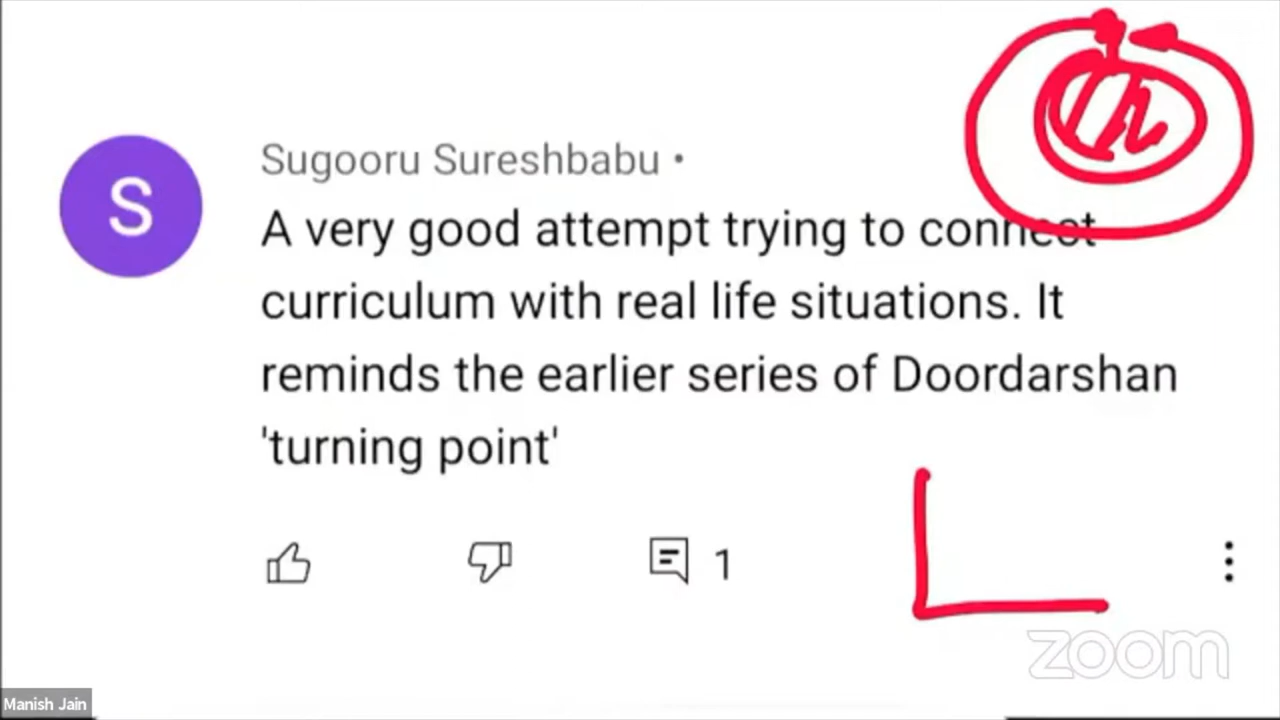 Sugooru Sureshbabu •
S
A very good attempt trying to connect
curriculum with real life situations. It
reminds the earlier series of Doordarshan
'turning point'
1
zoom
Manish Jain